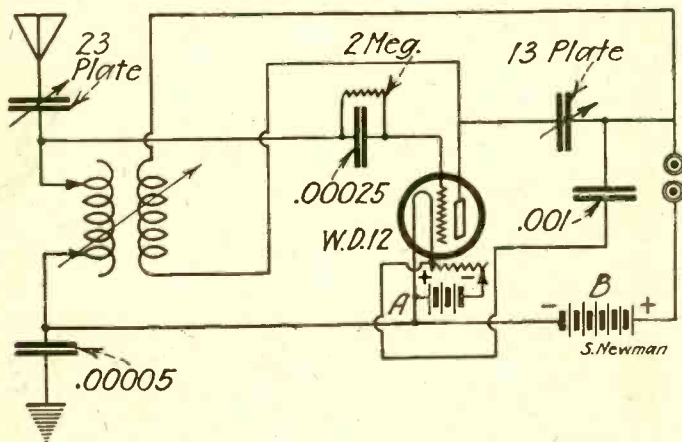 23
Plate
2 Meg.
13 Plate
.00025
.001
W.D.12
+ -
A
- B +
S.Newman
.00005